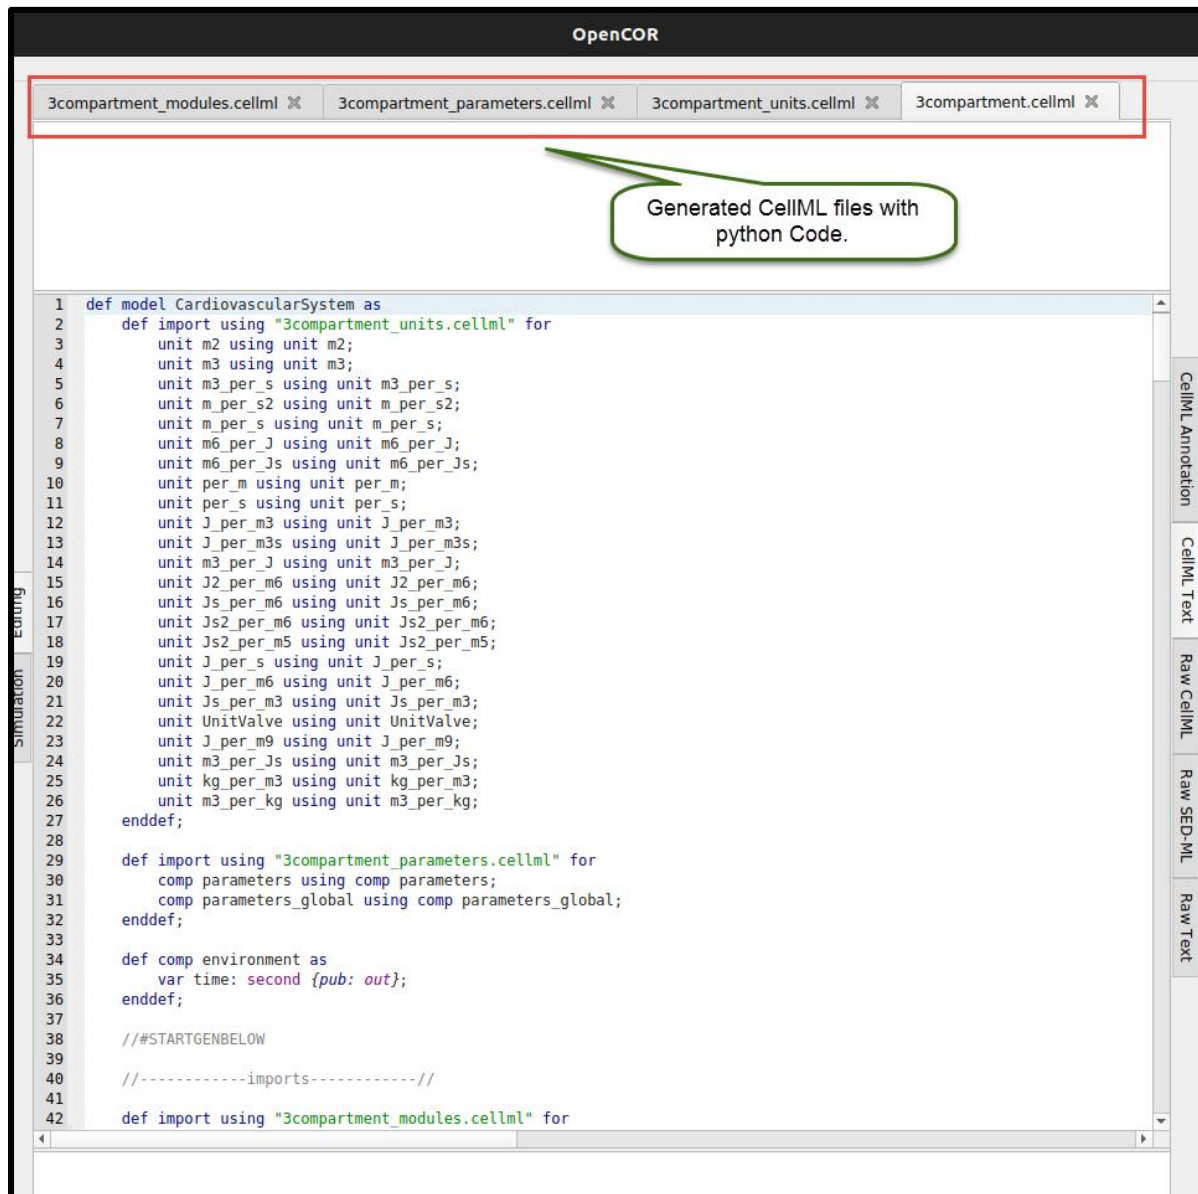 OpenCOR
3compartment_modules.cellml
3compartment_parameters.cellml
3compartment_units.cellml
3compartment.cellml
Generated CellML files with
python Code.
1 def model CardiovascularSystem as
2 def import using "3compartment_units.cellml" for
3 unit m2 using unit m2;
4 unit m3 using unit m3;
5 unit m3_per_s using unit m3_per_s;
6 unit m_per_s2 using unit m_per_s2;
7 unit m_per_s using unit m_per_s;
8 unit m6_per_J using unit m6_per_J;
9 unit m6_per_Js using unit m6_per_Js;
10 unit per_m using unit per_m;
11 unit per_s using unit per_s;
12 unit J_per_m3 using unit J_per_m3;
13 unit J_per_m3s using unit J_per_m3s;
14 unit m3_per_J using unit m3_per_J;
15 unit J2_per_m6 using unit J2_per_m6;
16 unit Js_per_m6 using unit Js_per_m6;
17 unit Js2_per_m6 using unit Js2_per_m6;
18 unit Js2_per_m5 using unit Js2_per_m5;
19 unit J_per_s using unit J_per_s;
20 unit J_per_m6 using unit J_per_m6;
21 unit Js_per_m3 using unit Js_per_m3;
22 unit UnitValve using unit UnitValve;
23 unit J_per_m9 using unit J_per_m9;
24 unit m3_per_Js using unit m3_per_Js;
25 unit kg_per_m3 using unit kg_per_m3;
26 unit m3_per_kg using unit m3_per_kg;
27 enddef;
28
29 def import using "3compartment_parameters.cellml" for
30 comp parameters using comp parameters;
31 comp parameters_global using comp parameters_global;
32 enddef;
33
34 def comp environment as
35 var time: second {pub: out};
36 enddef;
37
38 //#STARTGENBELOW
39
40 //------------imports------------//
41
42 def import using "3compartment_modules.cellml" for
Editing
Simulation
CellML Annotation
CellML Text
Raw CellML
Raw SED-ML
Raw Text